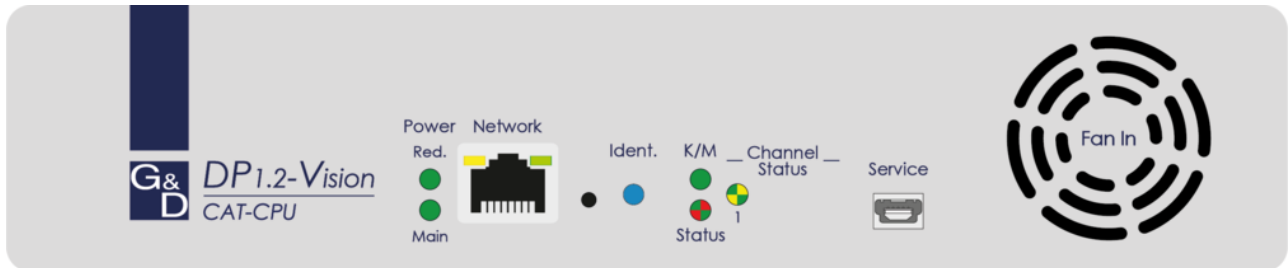 G&
D
DP1.2-Vision
CAT-CPU
Power
Red.
Main
Network
Ident.
K/M
Status
Channel
Status
1
Service
Fan In